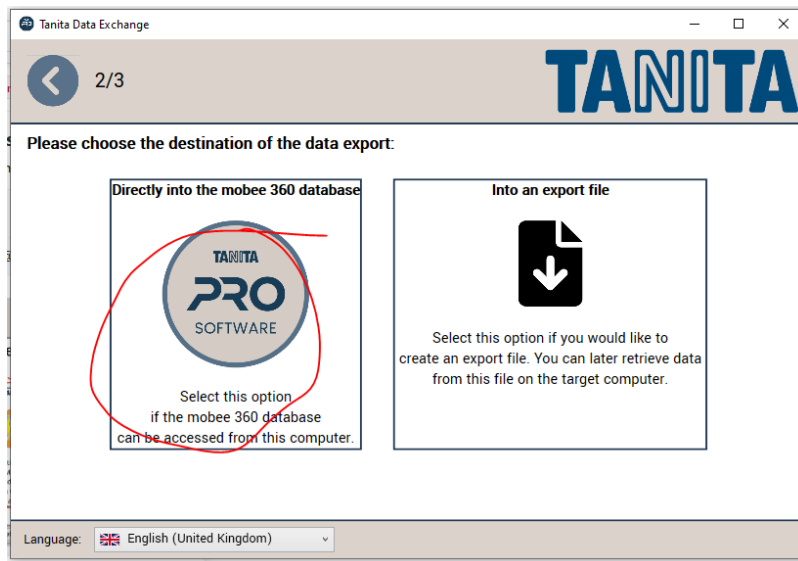 Tanita Data Exchange
2/3
TANITA
Please choose the destination of the data export:
Directly into the mobee 360 database
TANITA
PRO
SOFTWARE
Select this option
if the mobee 360 database
can be accessed from this computer.
Into an export file
Select this option if you would like to
create an export file. You can later retrieve data
from this file on the target computer.
Language:
English (United Kingdom)